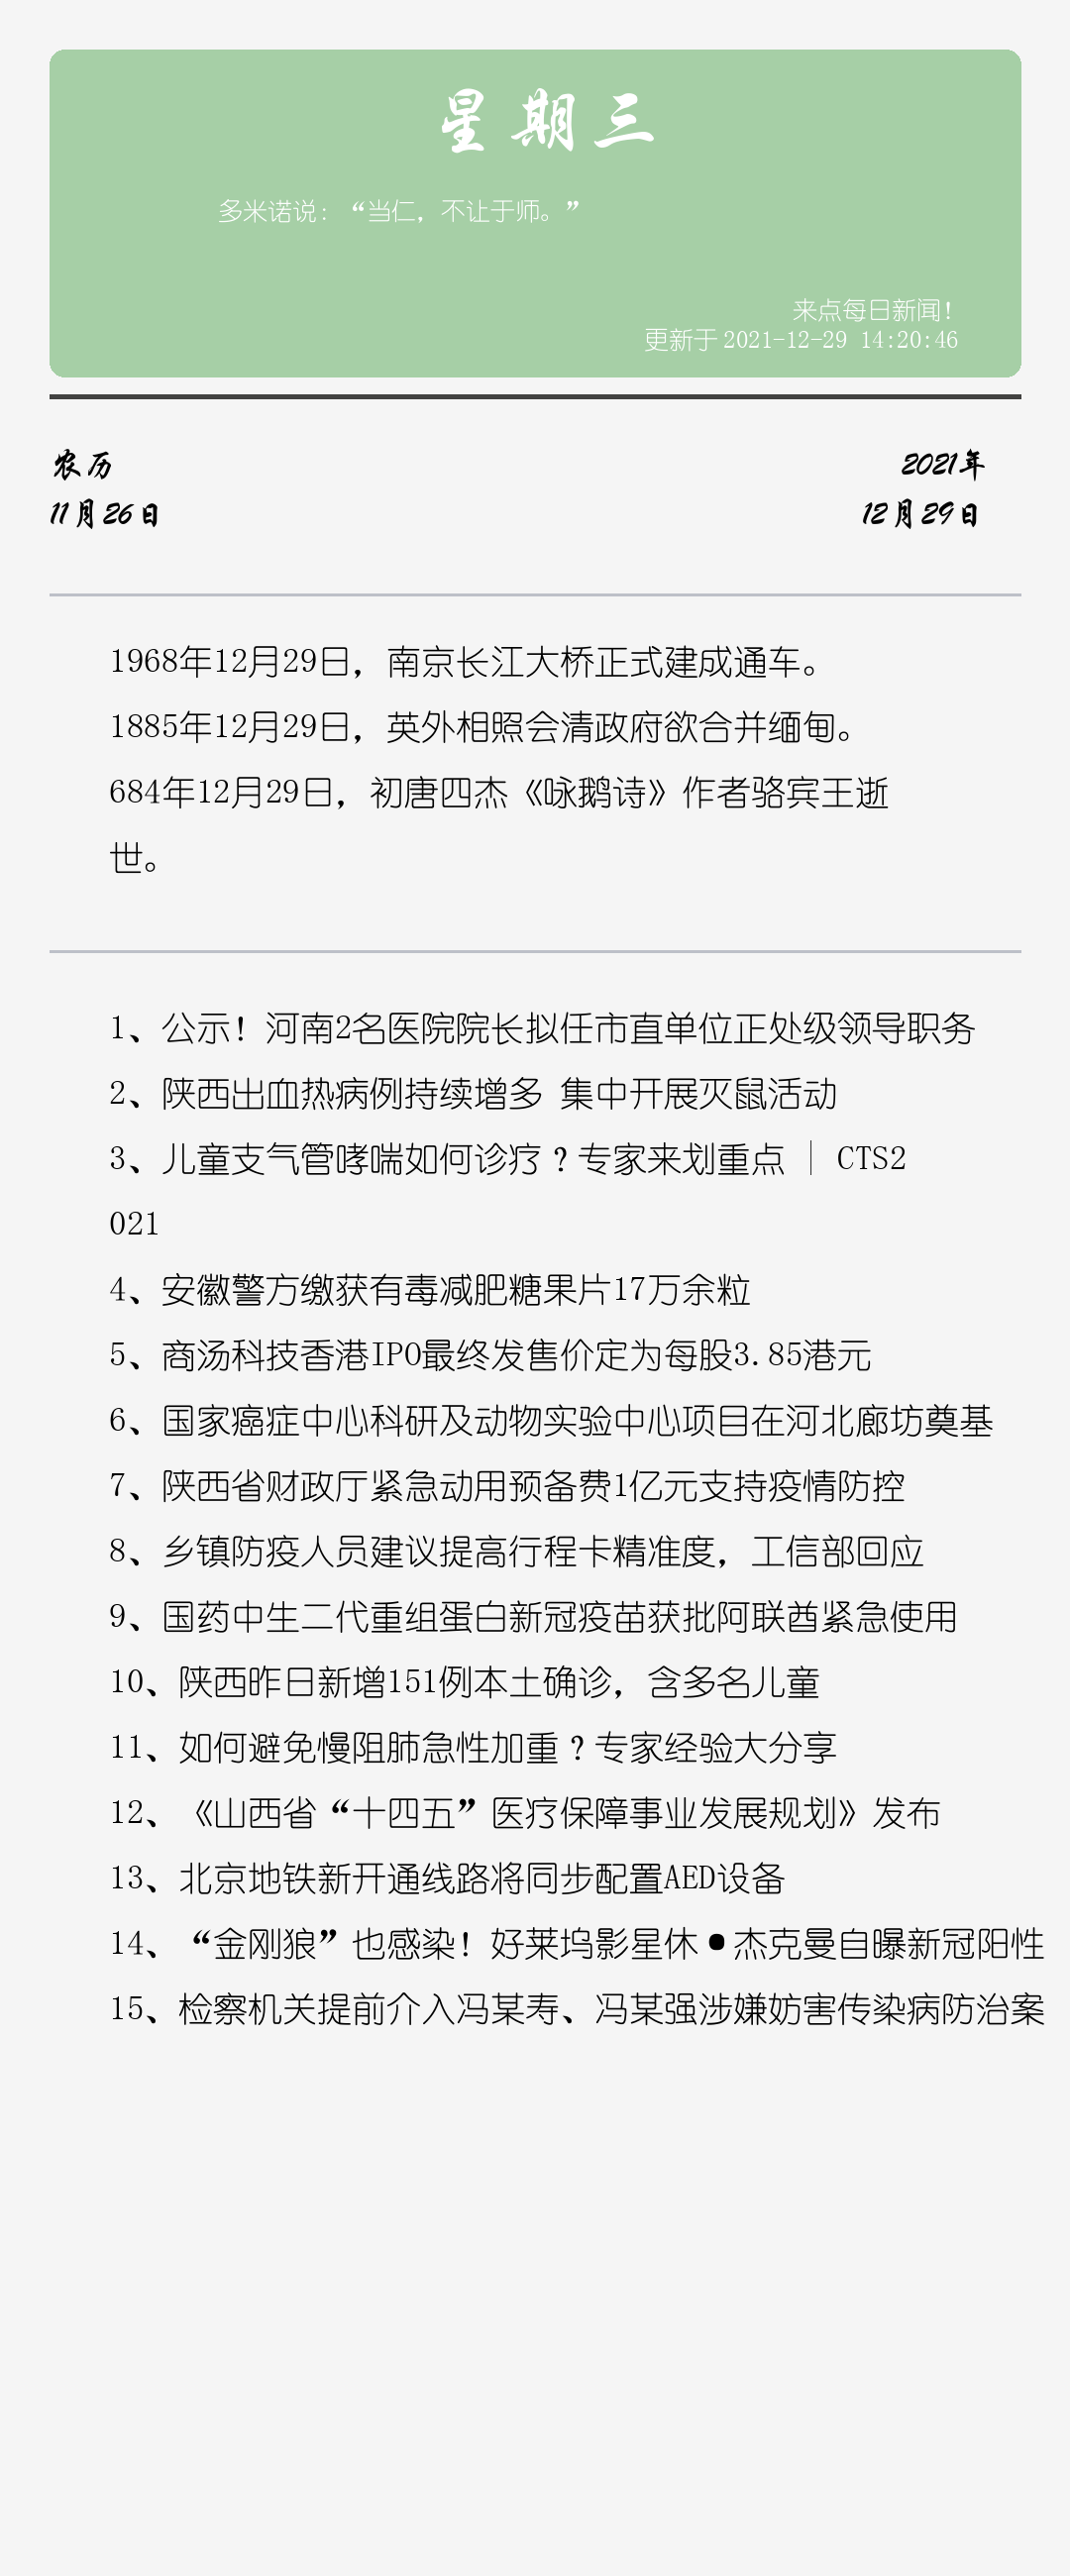 星期三
多米诺说：“当仁，不让于师。”
来点每日新闻！
更新于 2021-12-29 14:20:46
农历
2021年
11月26日
12月29日
1968年12月29日，南京长江大桥正式建成通车。
1885年12月29日，英外相照会清政府欲合并缅甸。
684年12月29日，初唐四杰《咏鹅诗》作者骆宾王逝
世。
1、公示！河南2名医院院长拟任市直单位正处级领导职务
2、陕西出血热病例持续增多 集中开展灭鼠活动
3、儿童支气管哮喘如何诊疗？专家来划重点 | CTS2
021
4、安徽警方缴获有毒减肥糖果片17万余粒
5、商汤科技香港IPO最终发售价定为每股3.85港元
6、国家癌症中心科研及动物实验中心项目在河北廊坊奠基
7、陕西省财政厅紧急动用预备费1亿元支持疫情防控
8、乡镇防疫人员建议提高行程卡精准度，工信部回应
9、国药中生二代重组蛋白新冠疫苗获批阿联酋紧急使用
10、陕西昨日新增151例本土确诊，含多名儿童
11、如何避免慢阻肺急性加重？专家经验大分享
12、《山西省“十四五”医疗保障事业发展规划》发布
13、北京地铁新开通线路将同步配置AED设备
14、“金刚狼”也感染！好莱坞影星休•杰克曼自曝新冠阳性
15、检察机关提前介入冯某寿、冯某强涉嫌妨害传染病防治案